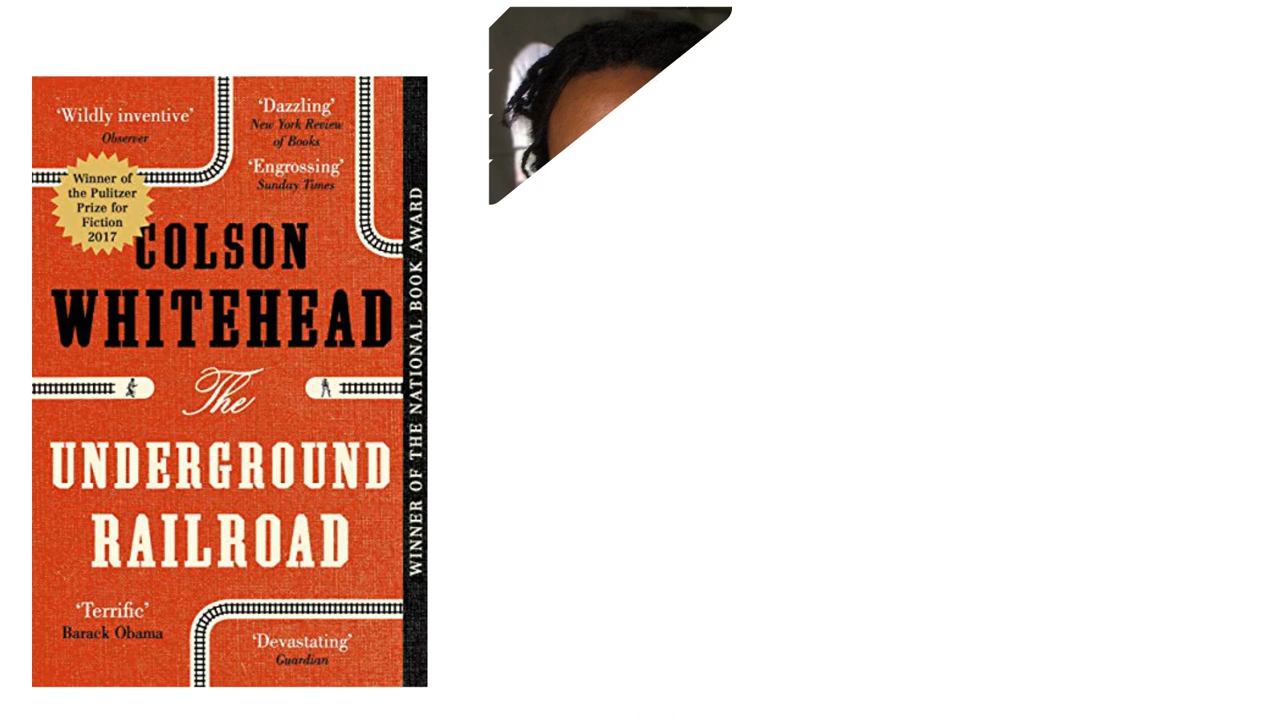 ‘Wildly inventive’
Observer
‘Dazzling’
New York Review
of Books
‘Engrossing’
Sunday Times
Winner of
the Pulitzer
Prize for
Fiction
2017
COLSON
WHITEHEAD
The
UNDERGROUND
RAILROAD
‘Terrific’
Barack Obama
‘Devastating’
Guardian
WINNER OF THE NATIONAL BOOK AWARD